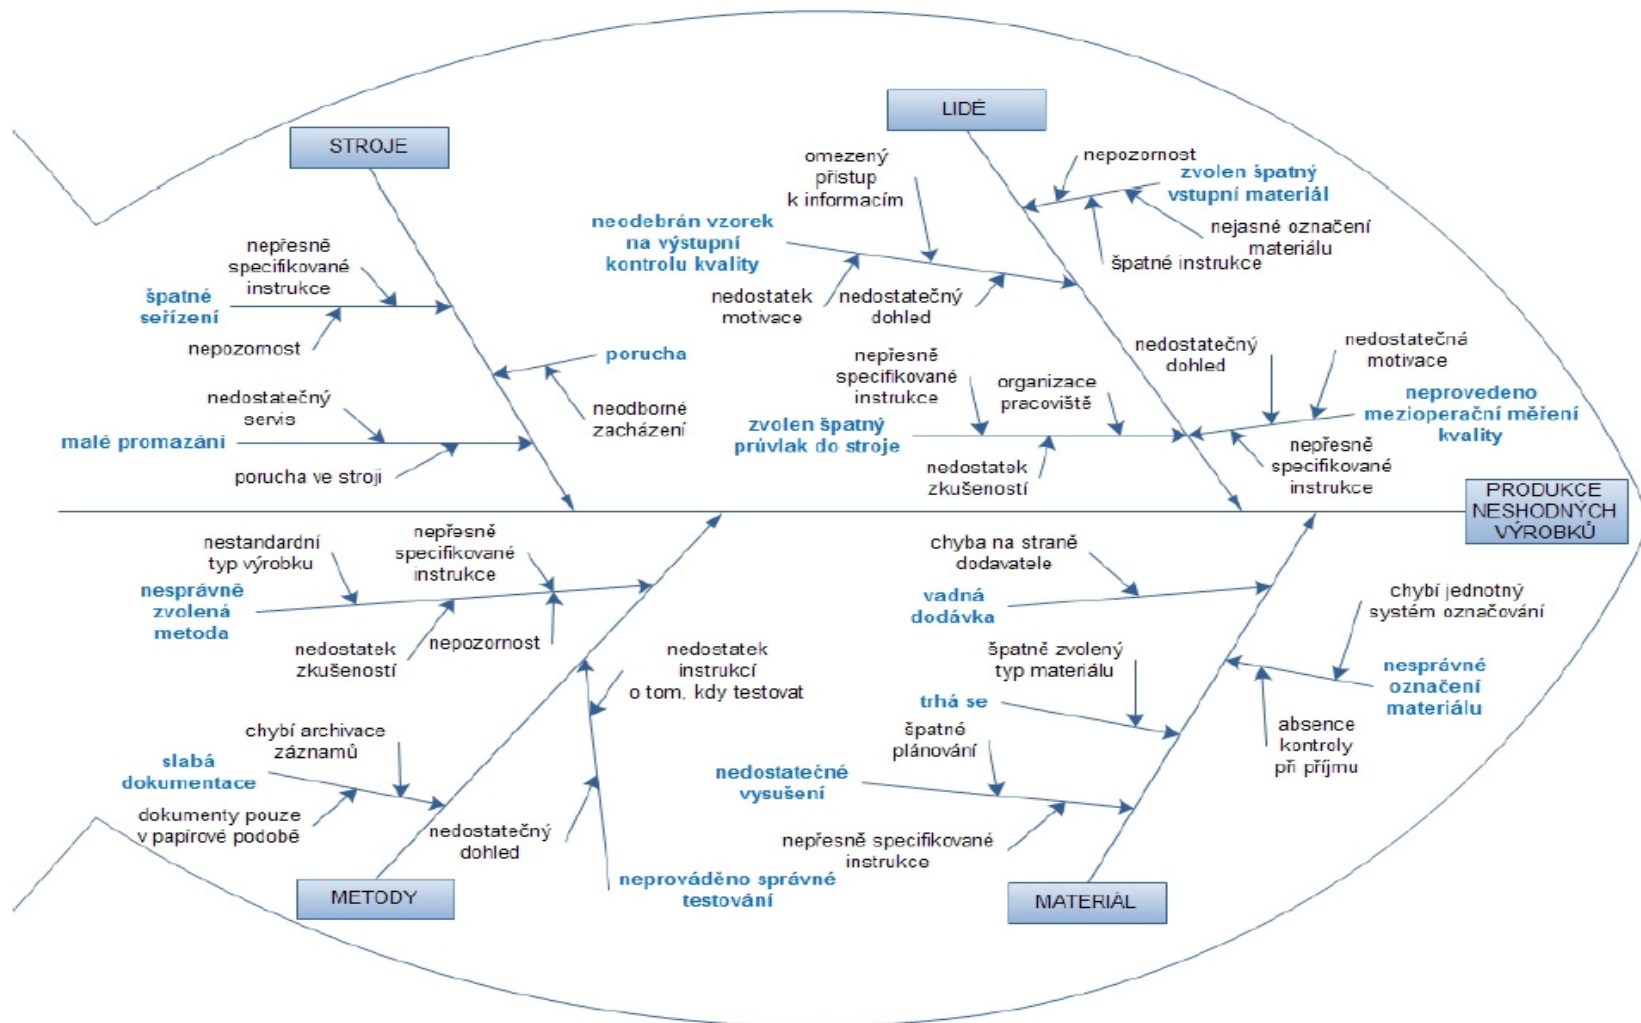 STROJE
nepřesně
specifikované
instrukce
špatné
seřízení
nepozornost
porucha
neodborné
zacházení
nedostatečný
servis
malé promazání
porucha ve stroji
LIDÉ
omezený
přístup
k informacím
neodebrán vzorek
na výstupní
kontrolu kvality
nedostatek
motivace
nedostatečný
dohled
nepozornost
zvolen špatný
vstupní materiál
nejasné označení
materiálu
špatné instrukce
nepřesně
specifikované
instrukce
organizace
pracoviště
zvolen špatný
průvlak do stroje
nedostatek
zkušeností
nedostatečný
dohled
nedostatečná
motivace
neprovedeno
mezioperační měření
kvality
nepřesně
specifikované
instrukce
PRODUKCE
NESHODNÝCH
VÝROBKŮ
nestandardní
typ výrobku
nepřesně
specifikované
instrukce
nesprávně
zvolená
metoda
nedostatek
zkušeností
nepozornost
nedostatek
instrukcí
o tom, kdy testovat
chybí archivace
záznamů
slabá
dokumentace
dokumenty pouze
v papírové podobě
nedostatečný
dohled
neprováděno správné
testování
METODY
chyba na straně
dodavatele
vadná
dodávka
chybí jednotný
systém označování
špatně zvolený
typ materiálu
trhá se
nesprávné
označení
materiálu
absence
kontroly
při příjmu
špatné
plánování
nedostatečné
vysušení
nepřesně specifikované
instrukce
MATERIÁL